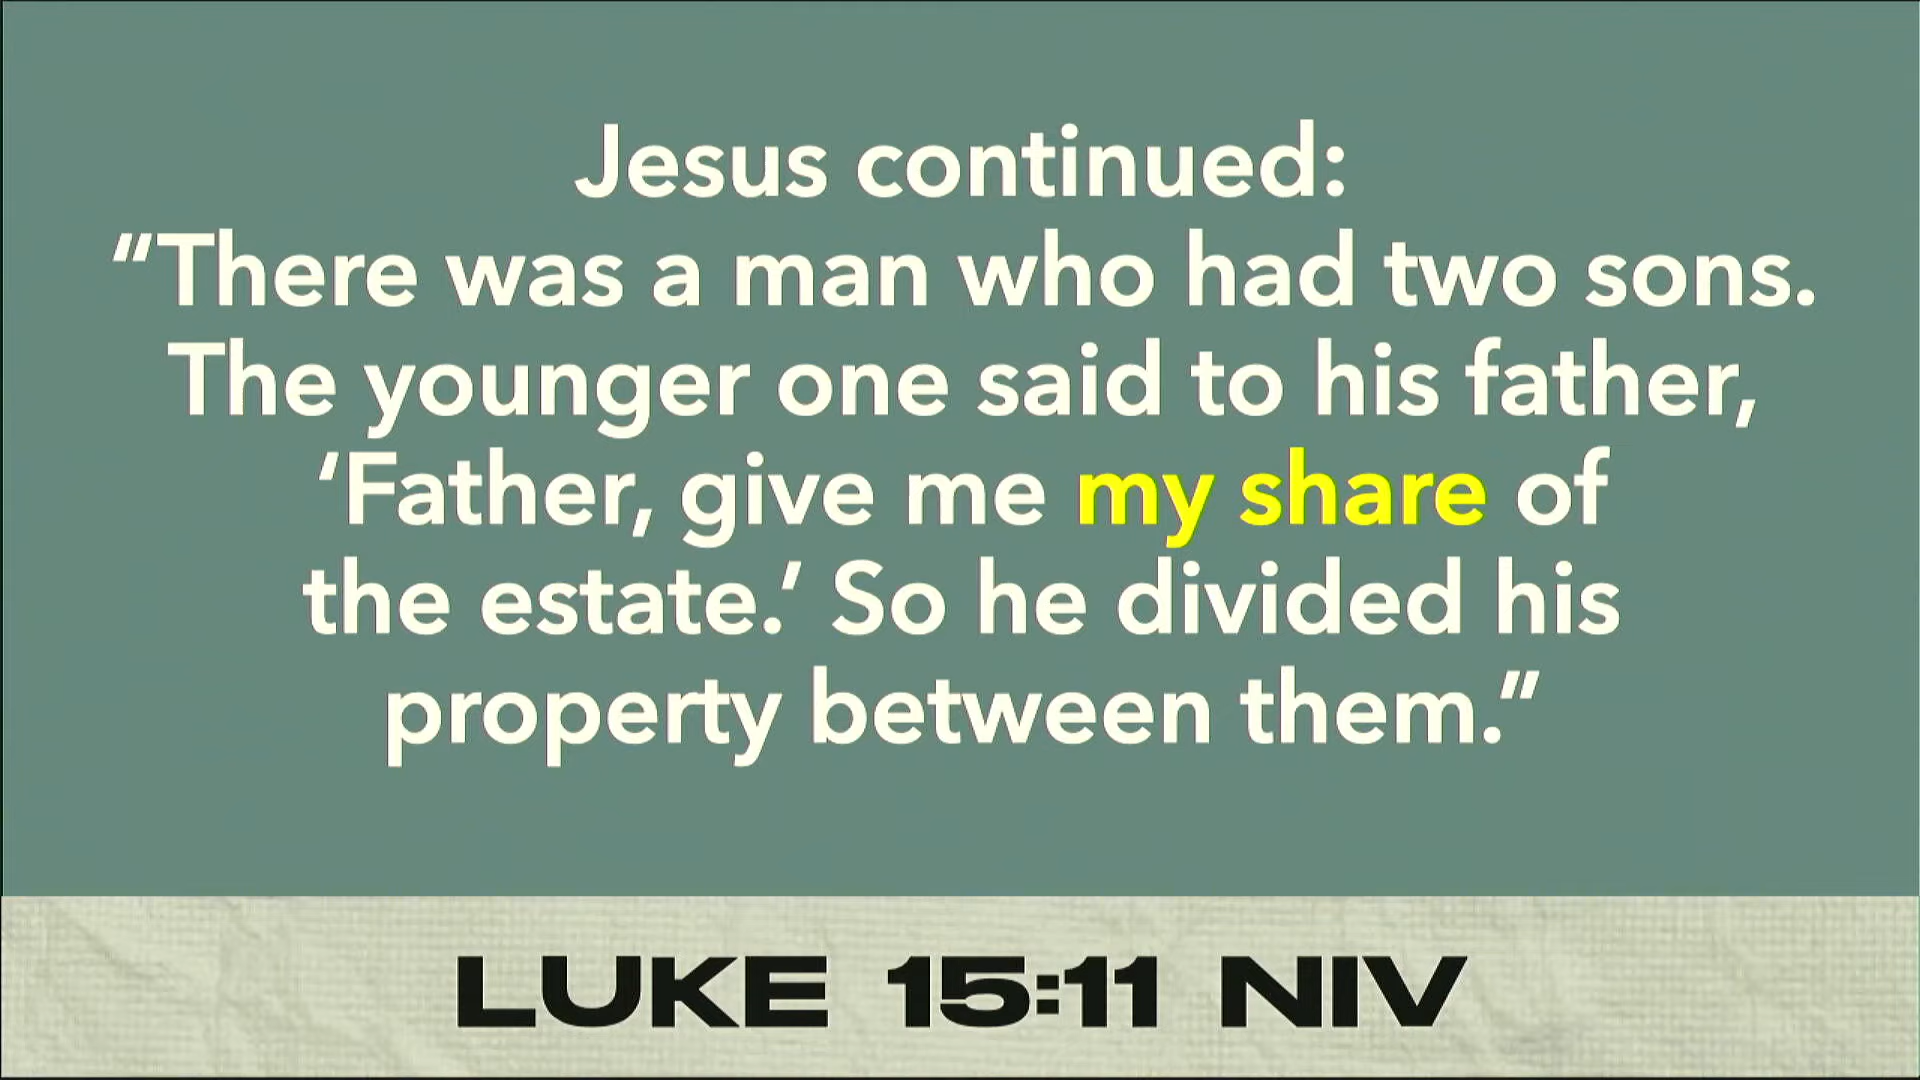 Jesus continued:
“There was a man who had two sons.
The younger one said to his father,
‘Father, give me my share of
the estate.’ So he divided his
property between them.”
LUKE 15:11 NIV